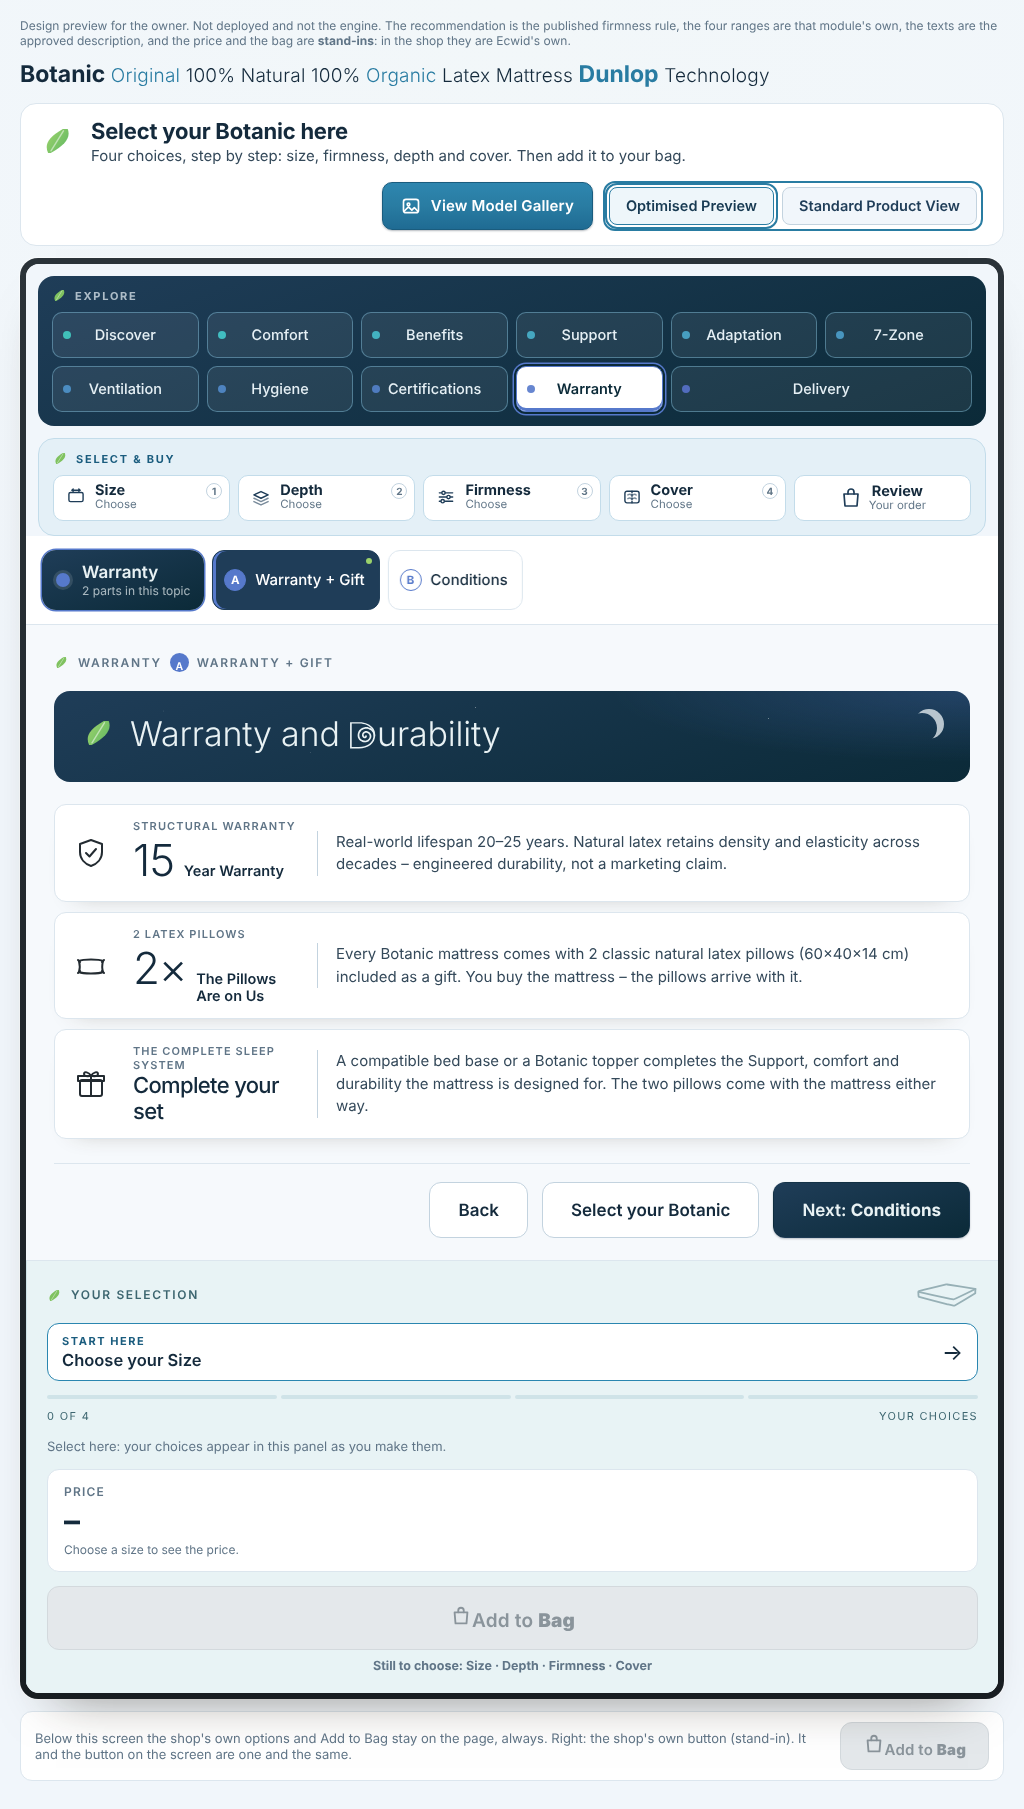 Design preview for the owner. Not deployed and not the engine. The recommendation is the published firmness rule, the four ranges are that module's own, the texts are the
approved description, and the price and the bag are stand-ins: in the shop they are Ecwid's own.
Botanic Original 100% Natural 100% Organic Latex Mattress Dunlop Technology
Select your Botanic here
Four choices, step by step: size, firmness, depth and cover. Then add it to your bag.
View Model Gallery
Optimised Preview
Standard Product View
EXPLORE
Discover
Comfort
Benefits
Support
Adaptation
7-Zone
Ventilation
Hygiene
Certifications
Warranty
Delivery
SELECT & BUY
Size
Choose
1
Depth
Choose
2
Firmness
Choose
3
Cover
Choose
4
Review
Your order
Warranty
2 parts in this topic
A Warranty + Gift
B Conditions
WARRANTY A WARRANTY + GIFT
Warranty and Durability
STRUCTURAL WARRANTY
15 Year Warranty
Real-world lifespan 20–25 years. Natural latex retains density and elasticity across
decades – engineered durability, not a marketing claim.
2 LATEX PILLOWS
2× The Pillows
Are on Us
Every Botanic mattress comes with 2 classic natural latex pillows (60×40×14 cm)
included as a gift. You buy the mattress – the pillows arrive with it.
THE COMPLETE SLEEP
SYSTEM
Complete your
set
A compatible bed base or a Botanic topper completes the Support, comfort and
durability the mattress is designed for. The two pillows come with the mattress either
way.
Back
Select your Botanic
Next: Conditions
YOUR SELECTION
START HERE
Choose your Size
0 OF 4
YOUR CHOICES
Select here: your choices appear in this panel as you make them.
PRICE
–
Choose a size to see the price.
Add to Bag
Still to choose: Size · Depth · Firmness · Cover
Below this screen the shop's own options and Add to Bag stay on the page, always. Right: the shop's own button (stand-in). It
and the button on the screen are one and the same.
Add to Bag